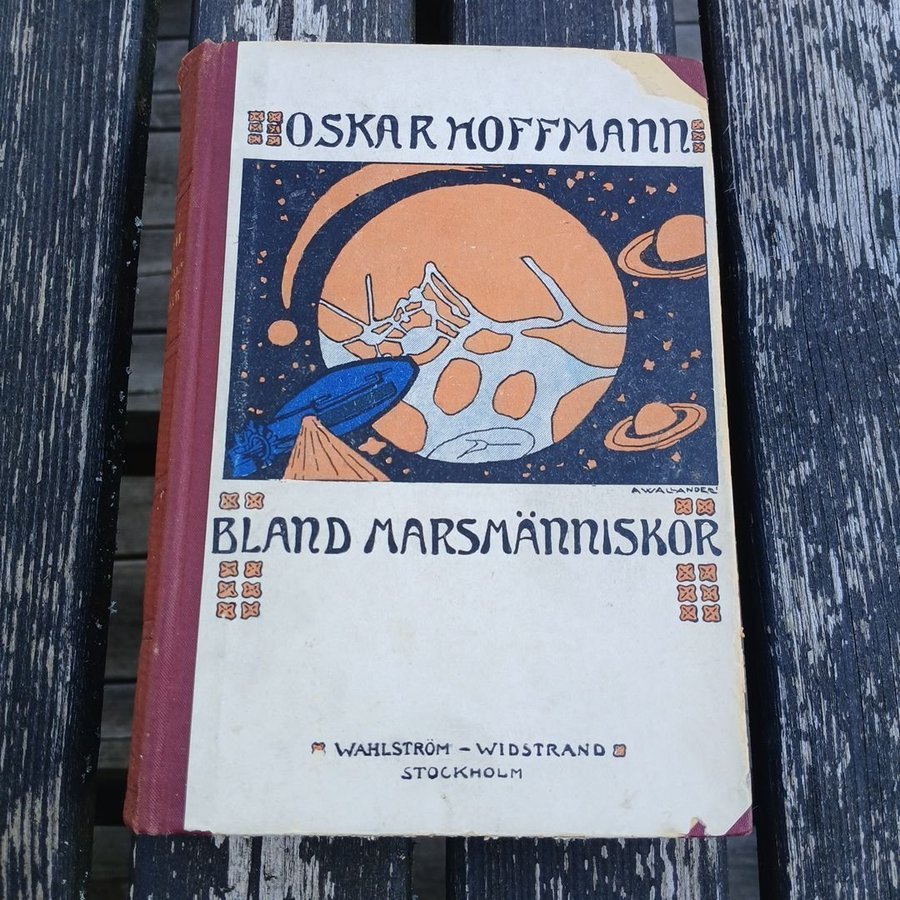 OSKAR HOFFMANN
A WALLANDER
BLAND MARSMÄNNISKOR
WAHLSTRÖM - WIDSTRAND
STOCKHOLM